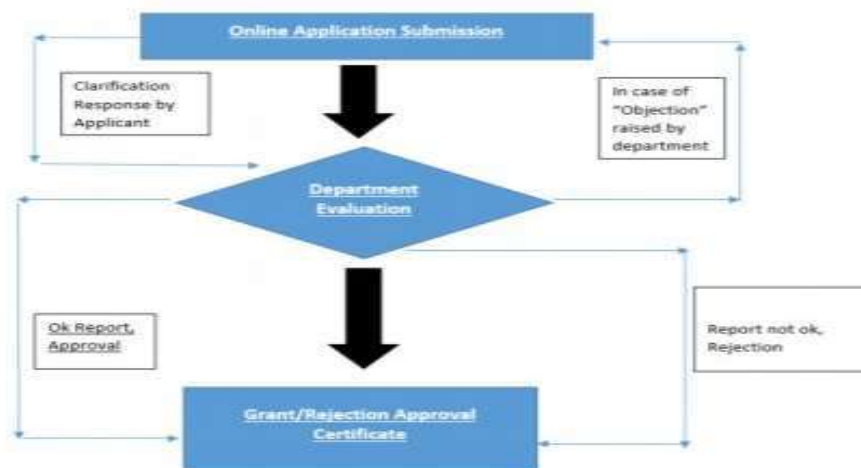 Online Application Submission
Clarification
Response by
Applicant
In case of
"Objection"
raised by
department
Department
Evaluation
Ok Report,
Approval
Report not ok,
Rejection
Grant/Rejection Approval
Certificate